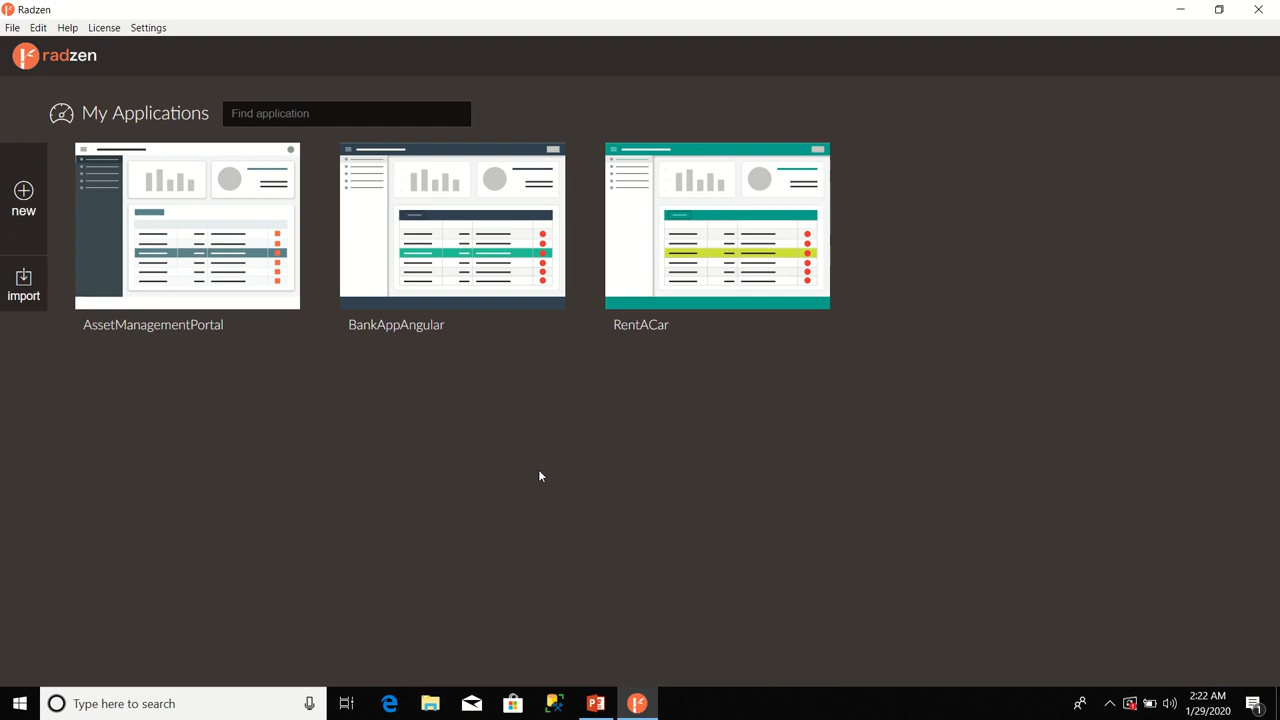 Radzen
File Edit Help License Settings
radzen
My Applications Find application
new
import
AssetManagementPortal BankAppAngular RentACar
Type here to search
2:22 AM
1/29/2020
1